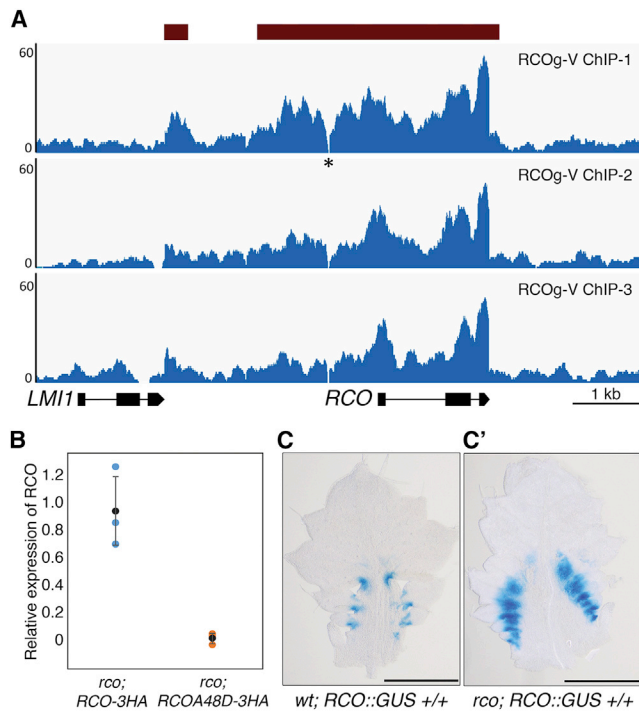 A
60
RCOg-V ChIP-1
0
*
60
RCOg-V ChIP-2
0
60
RCOg-V ChIP-3
0
LMI1
RCO
1 kb
B
Relative expression of RCO
1.2
1.0
0.8
0.6
0.4
0.2
0
rco;
RCO-3HA
rco;
RCOA48D-3HA
C
wt; RCO::GUS +/+
C'
rco; RCO::GUS +/+